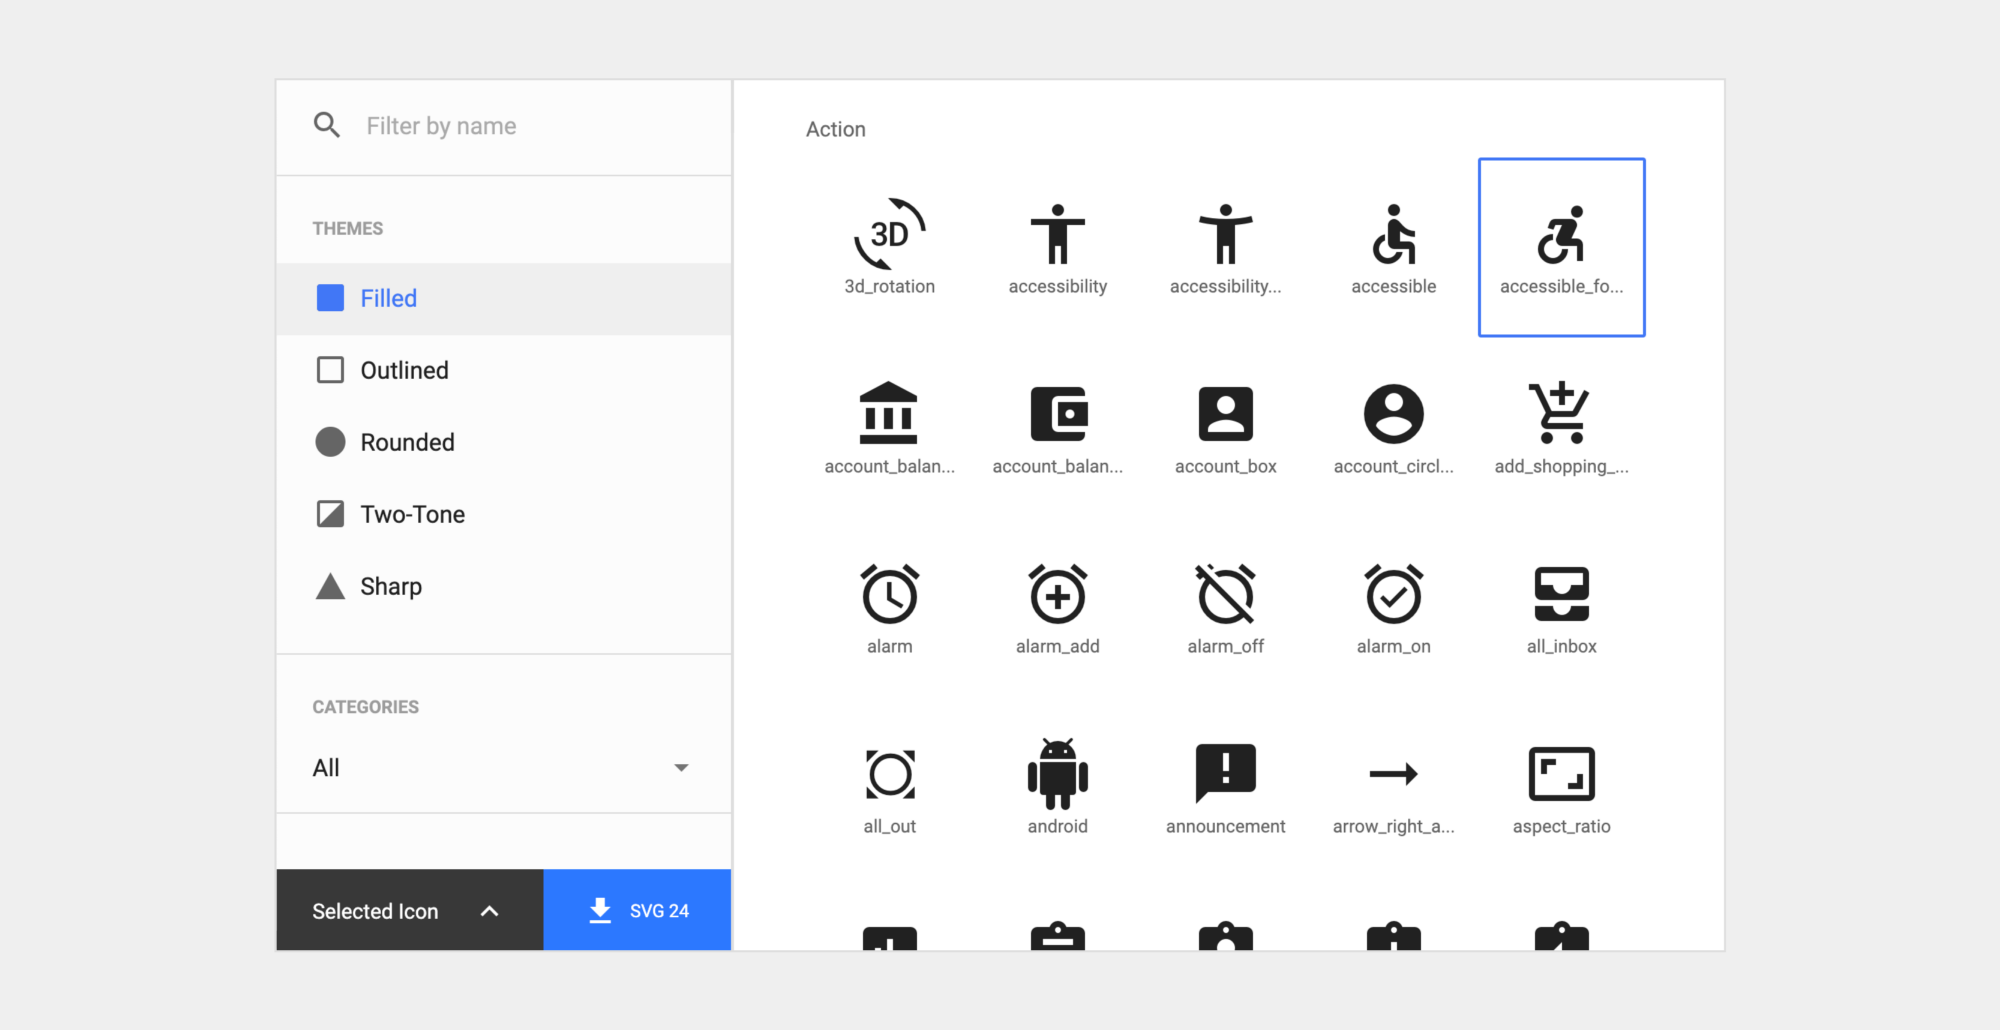 Filter by name
THEMES
Filled
Outlined
Rounded
Two-Tone
Sharp
CATEGORIES
All
Selected Icon
SVG 24
Action
3D
3d_rotation
accessibility
accessibility...
accessible
accessible_fo...
account_balan...
account_balan...
account_box
account_circl...
add_shopping_...
alarm
alarm_add
alarm_off
alarm_on
all_inbox
all_out
android
announcement
arrow_right_a...
aspect_ratio